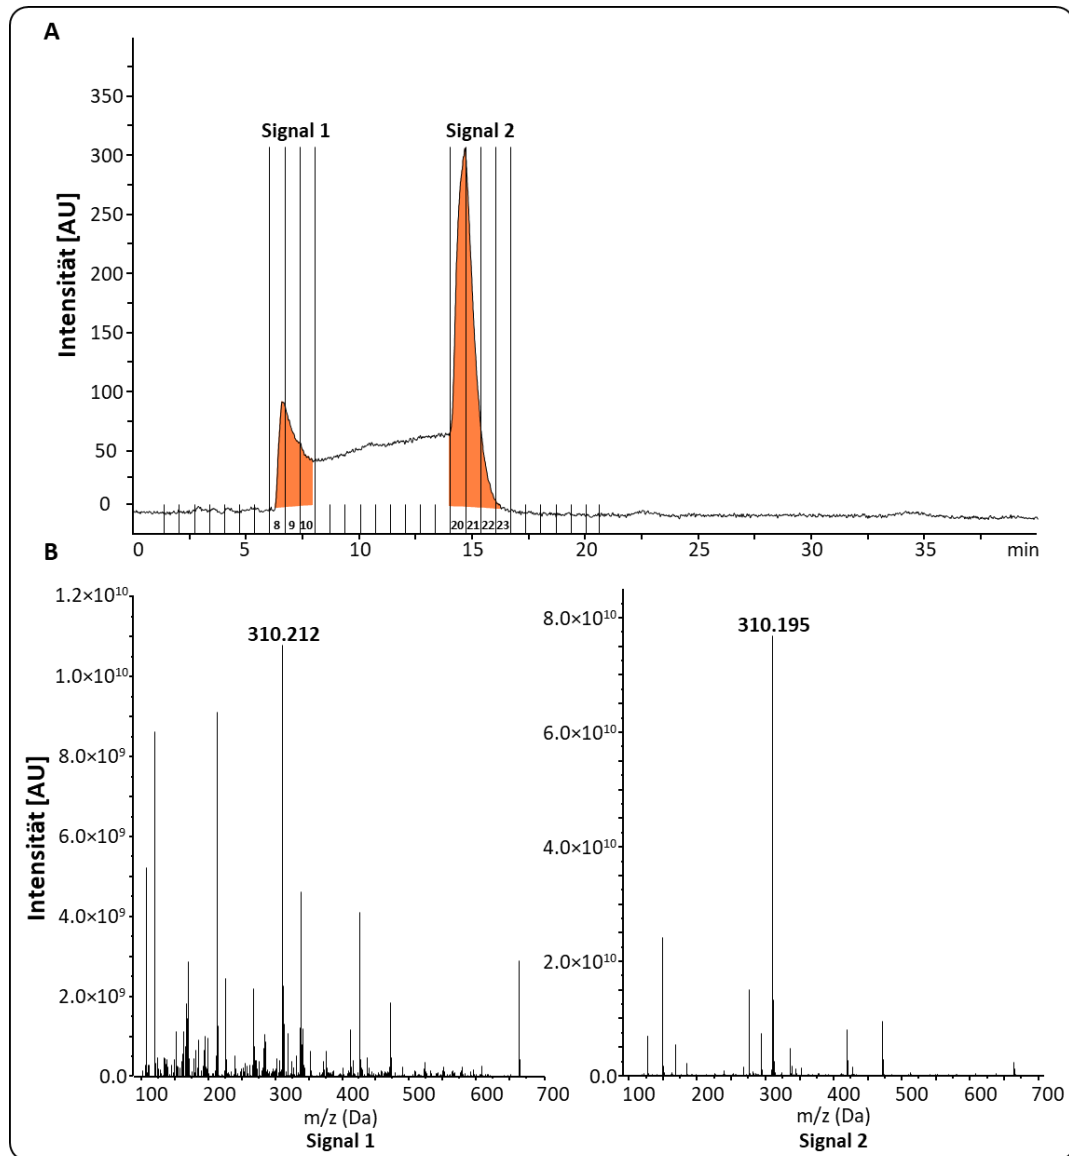 A
Intensität [AU]
350
300
250
200
150
100
50
0
Signal 1
Signal 2
8 9 10
20 21 22 23
0 5 10 15 20 25 30 35 min
B
Intensität [AU]
1.2×10¹⁰
1.0×10¹⁰
8.0×10⁹
6.0×10⁹
4.0×10⁹
2.0×10⁹
0.0
310.212
100 200 300 400 500 600 700
m/z (Da)
Signal 1
8.0×10¹⁰
6.0×10¹⁰
4.0×10¹⁰
2.0×10¹⁰
0.0
310.195
100 200 300 400 500 600 700
m/z (Da)
Signal 2